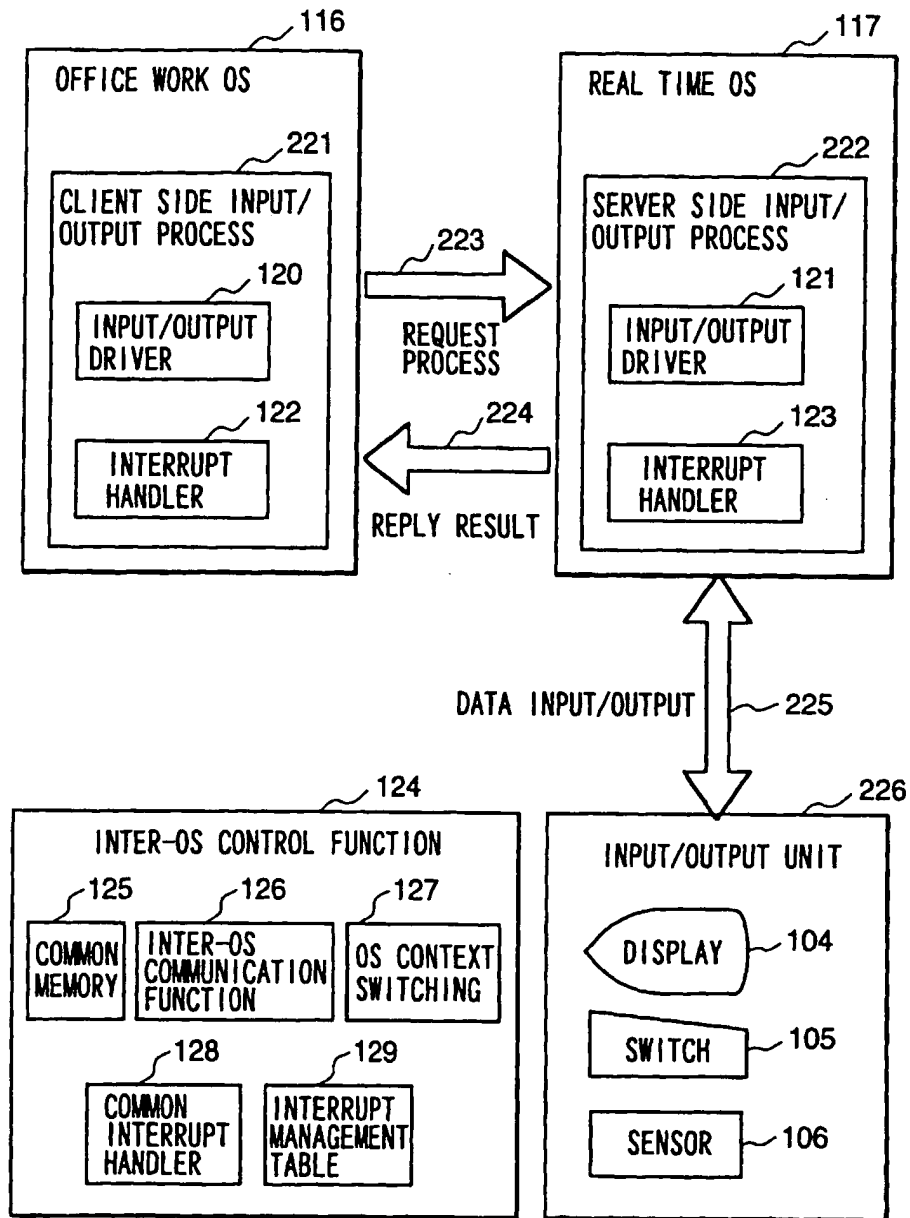 116
OFFICE WORK OS
221
CLIENT SIDE INPUT/
OUTPUT PROCESS
120
INPUT/OUTPUT
DRIVER
122
INTERRUPT
HANDLER
223
REQUEST
PROCESS
224
REPLY RESULT
117
REAL TIME OS
222
SERVER SIDE INPUT/
OUTPUT PROCESS
121
INPUT/OUTPUT
DRIVER
123
INTERRUPT
HANDLER
DATA INPUT/OUTPUT
225
124
INTER-OS CONTROL FUNCTION
125
COMMON
MEMORY
126
INTER-OS
COMMUNICATION
FUNCTION
127
OS CONTEXT
SWITCHING
128
COMMON
INTERRUPT
HANDLER
129
INTERRUPT
MANAGEMENT
TABLE
226
INPUT/OUTPUT UNIT
DISPLAY
104
SWITCH
105
SENSOR
106